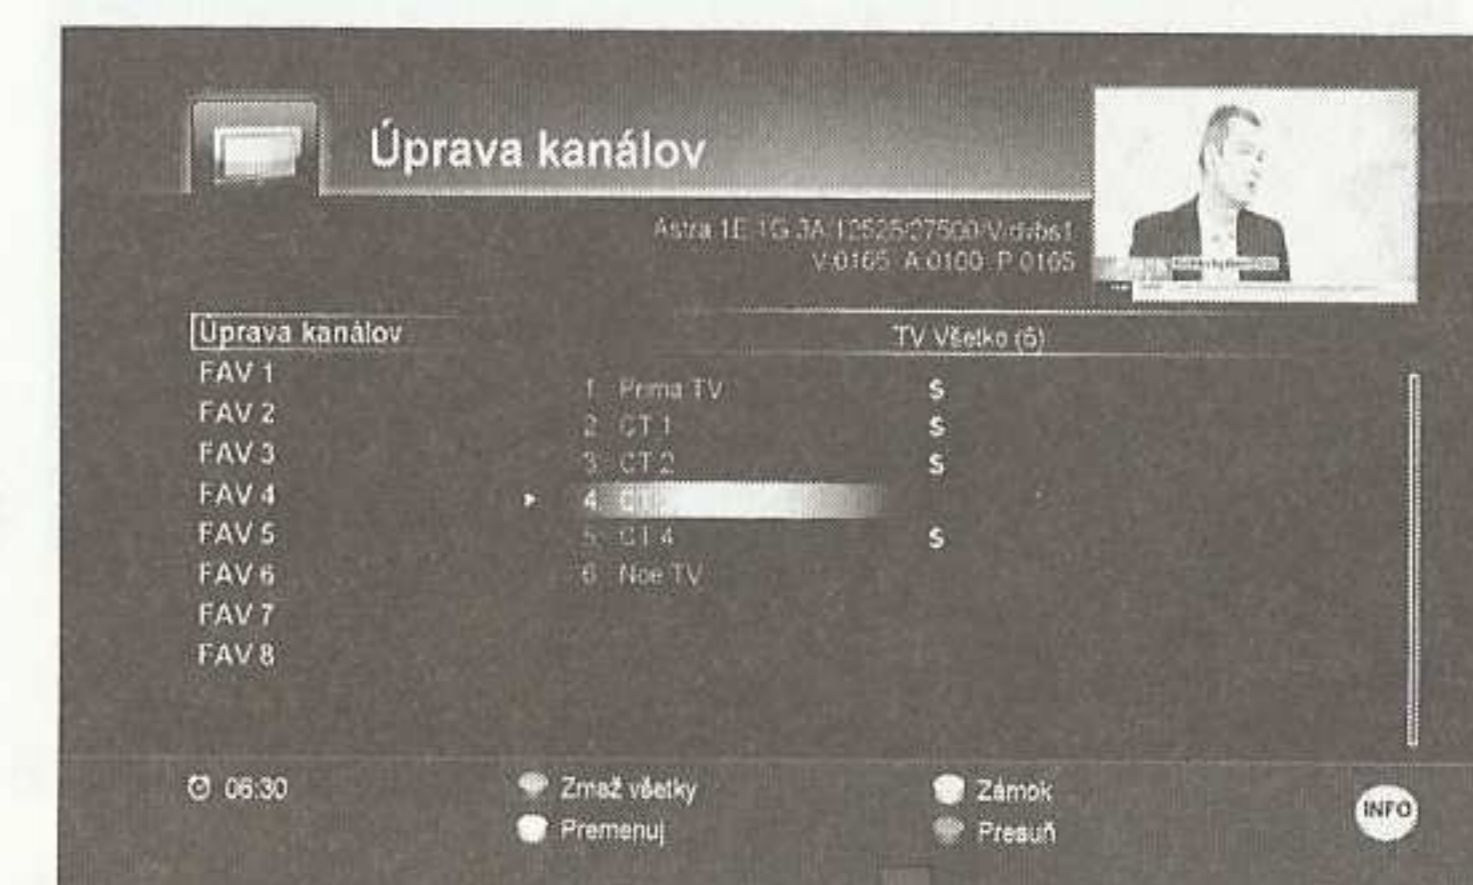 Úprava kanálov
Astra 1E 1G 3A/12525/27500/V/dvbs1
V:0165 A:0100 P:0165
Úprava kanálov
TV Všetko (6)
FAV 1
FAV 2
FAV 3
FAV 4
FAV 5
FAV 6
FAV 7
FAV 8
1 Prima TV $
2 CT 1 $
3 CT 2 $
4
5 CT 4 $
6 Noe TV
06:30
Zmaž všetky
Zámok
Premenuj
Presuň
INFO